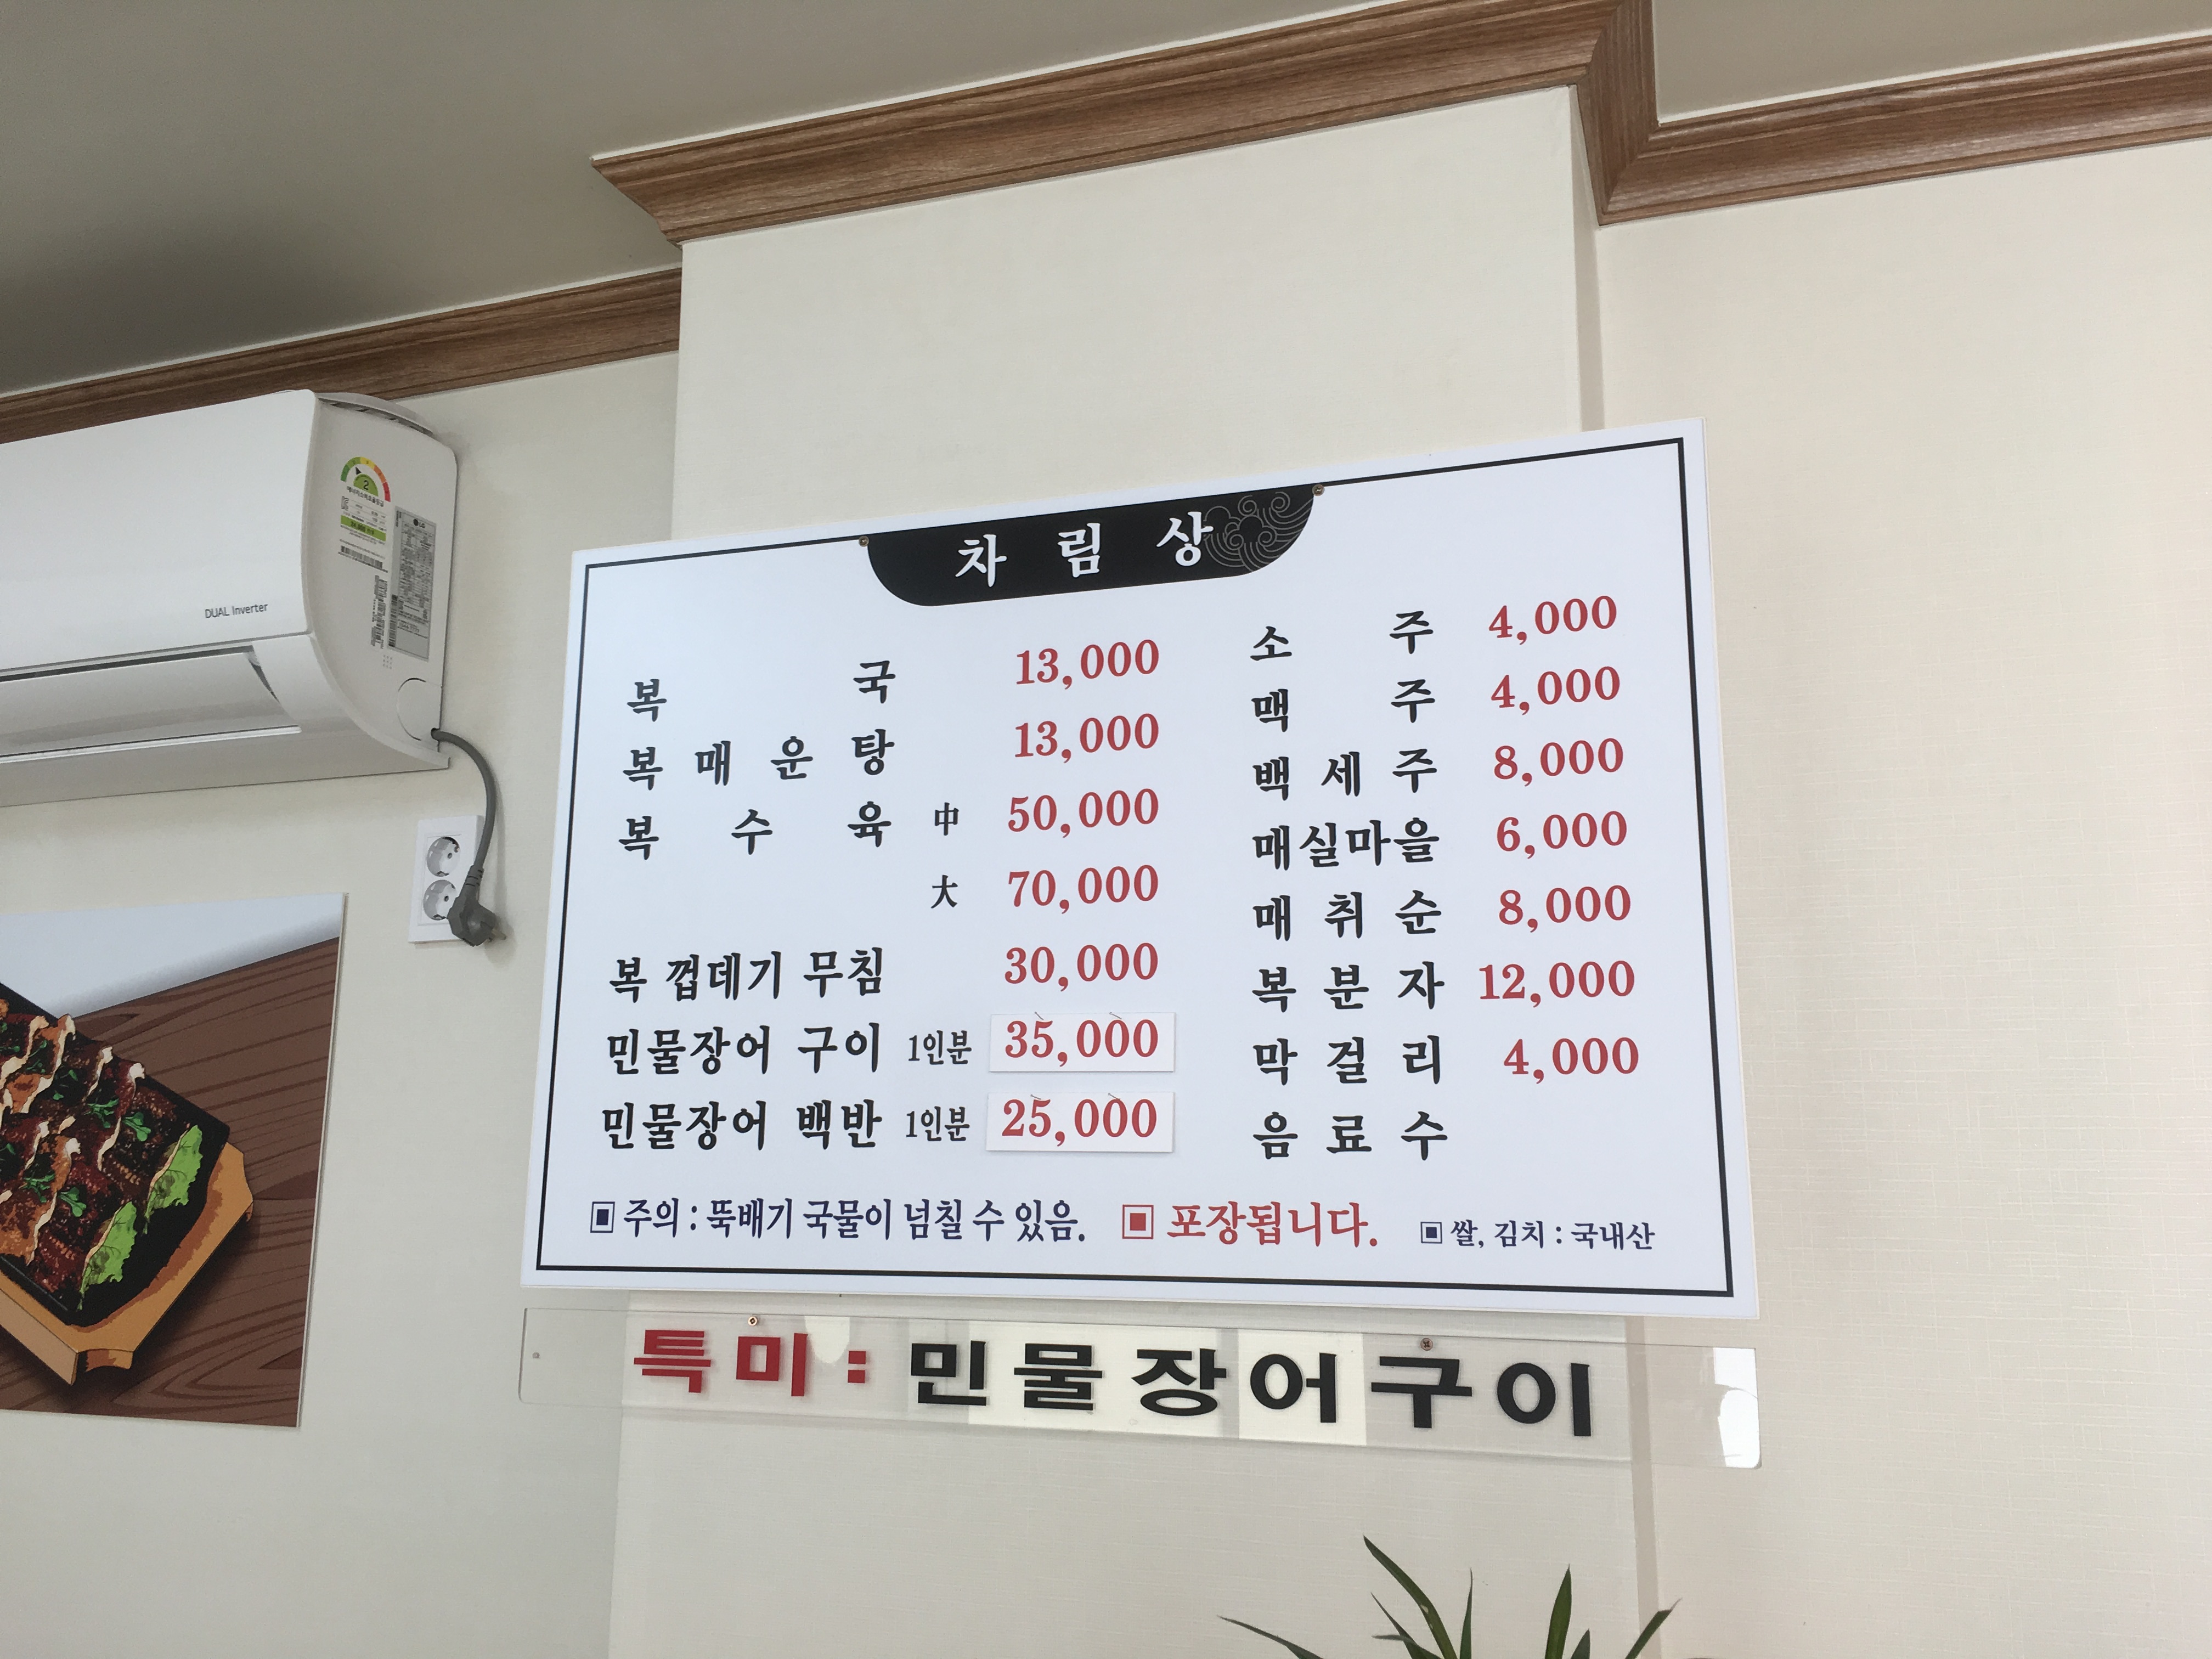 차림상
복국 13,000
복매운탕 13,000
복수육 中 50,000
大 70,000
복 껍데기 무침 30,000
민물장어 구이 1인분 35,000
민물장어 백반 1인분 25,000
소주 4,000
맥주 4,000
백세주 8,000
매실마을 6,000
매취순 8,000
복분자 12,000
막걸리 4,000
음료수
▣ 주의 : 뚝배기 국물이 넘칠 수 있음. ▣ 포장됩니다. ▣ 쌀, 김치 : 국내산
특미 : 민물장어구이
DUAL Inverter
2
LG